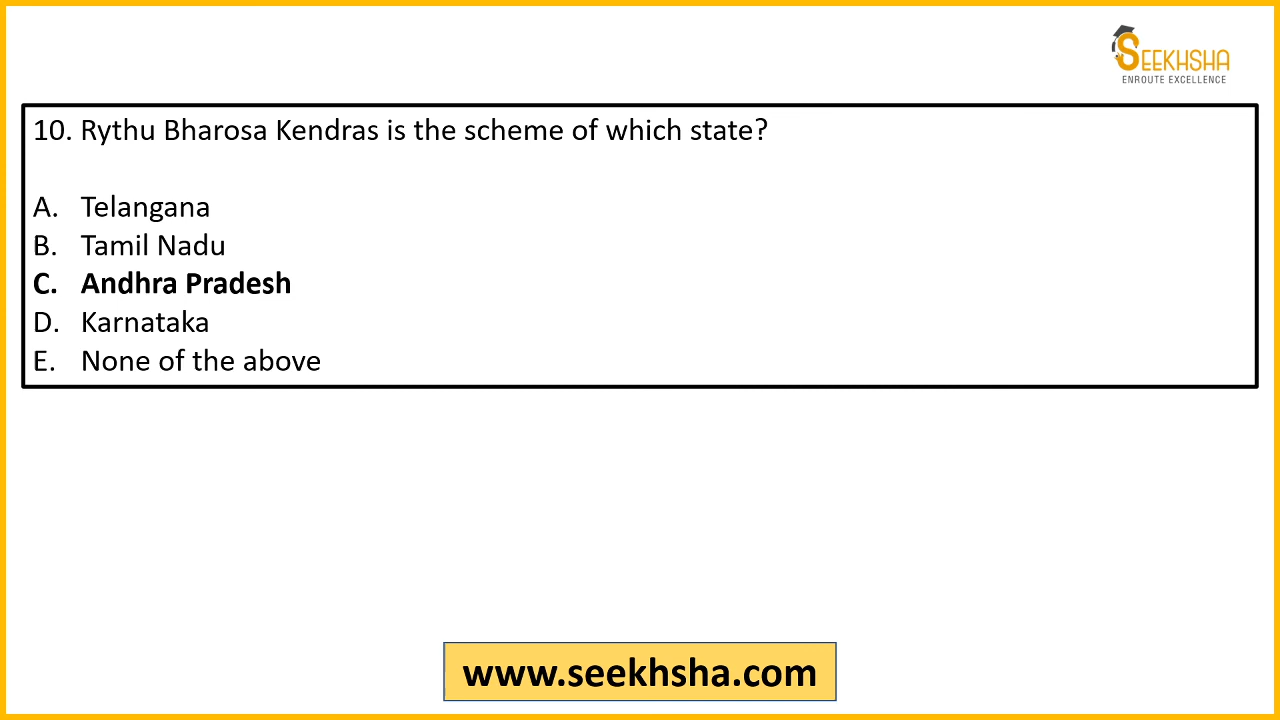 SEEKHSHA
ENROUTE EXCELLENCE
10. Rythu Bharosa Kendras is the scheme of which state?
A. Telangana
B. Tamil Nadu
C. Andhra Pradesh
D. Karnataka
E. None of the above
www.seekhsha.com